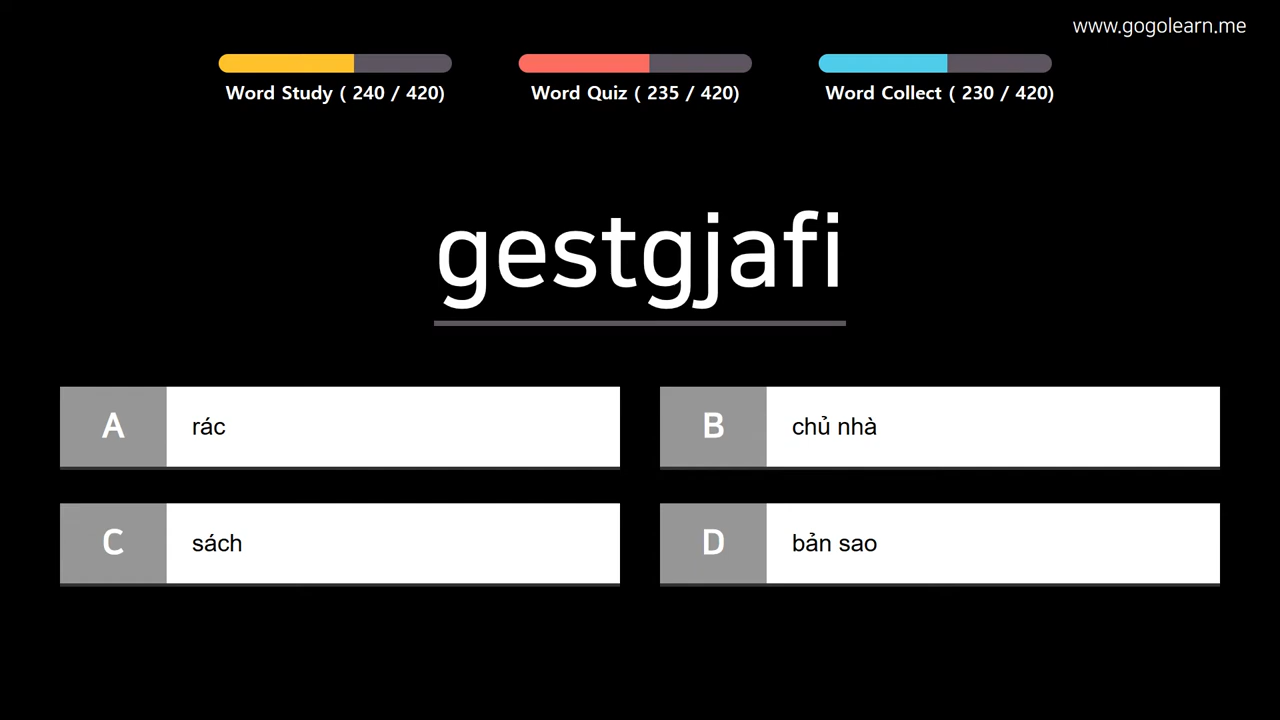 www.gogolearn.me
Word Study ( 240 / 420)
Word Quiz ( 235 / 420)
Word Collect ( 230 / 420)
gestgjafi
A
rác
B
chủ nhà
C
sách
D
bản sao